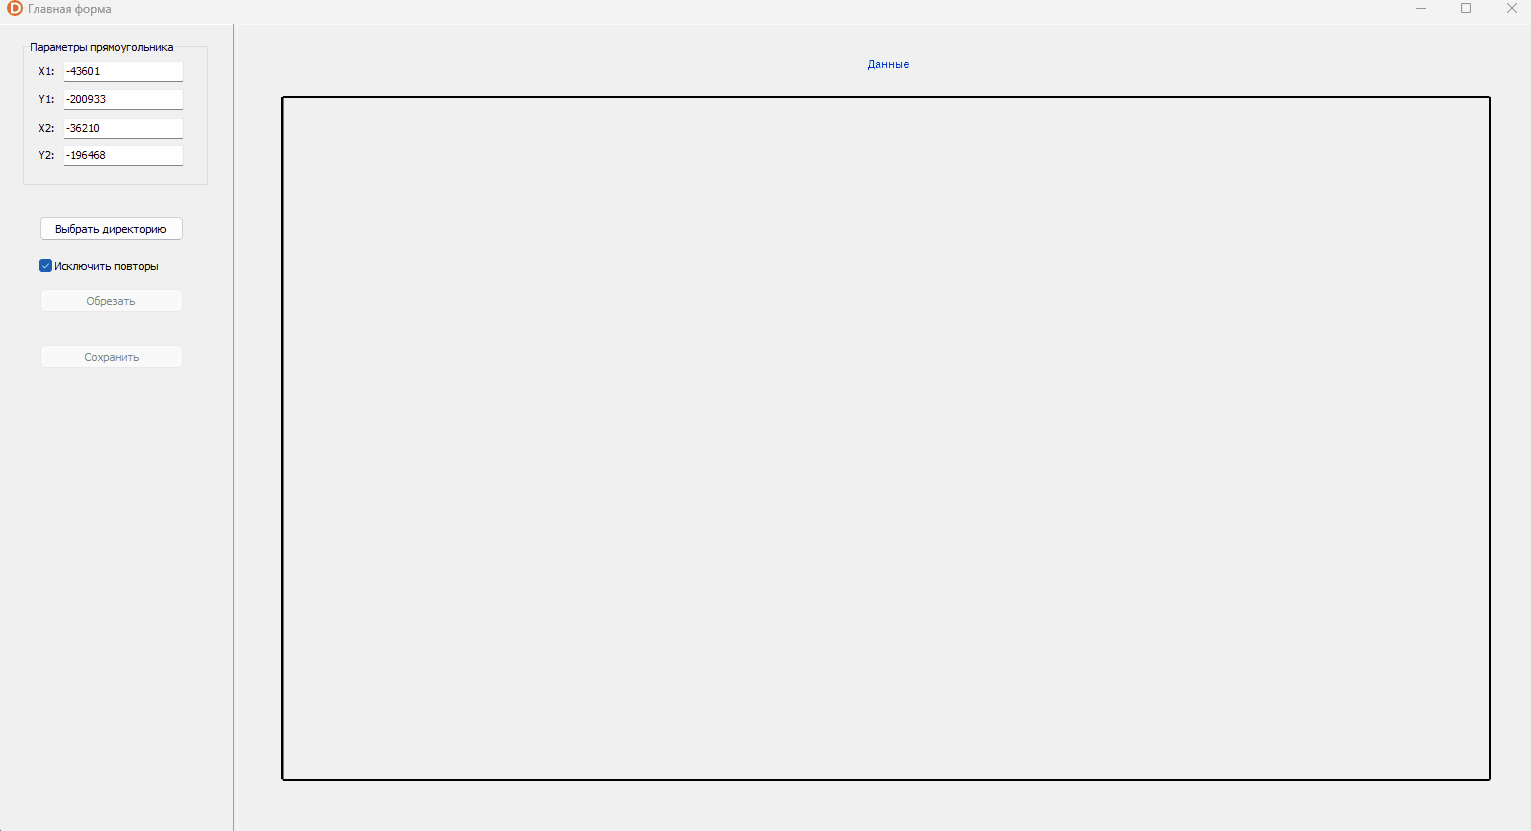 Главная форма
Параметры прямоугольника
X1: -43601
Y1: -200933
X2: -36210
Y2: -196468
Выбрать директорию
Исключить повторы
Обрезать
Сохранить
Данные